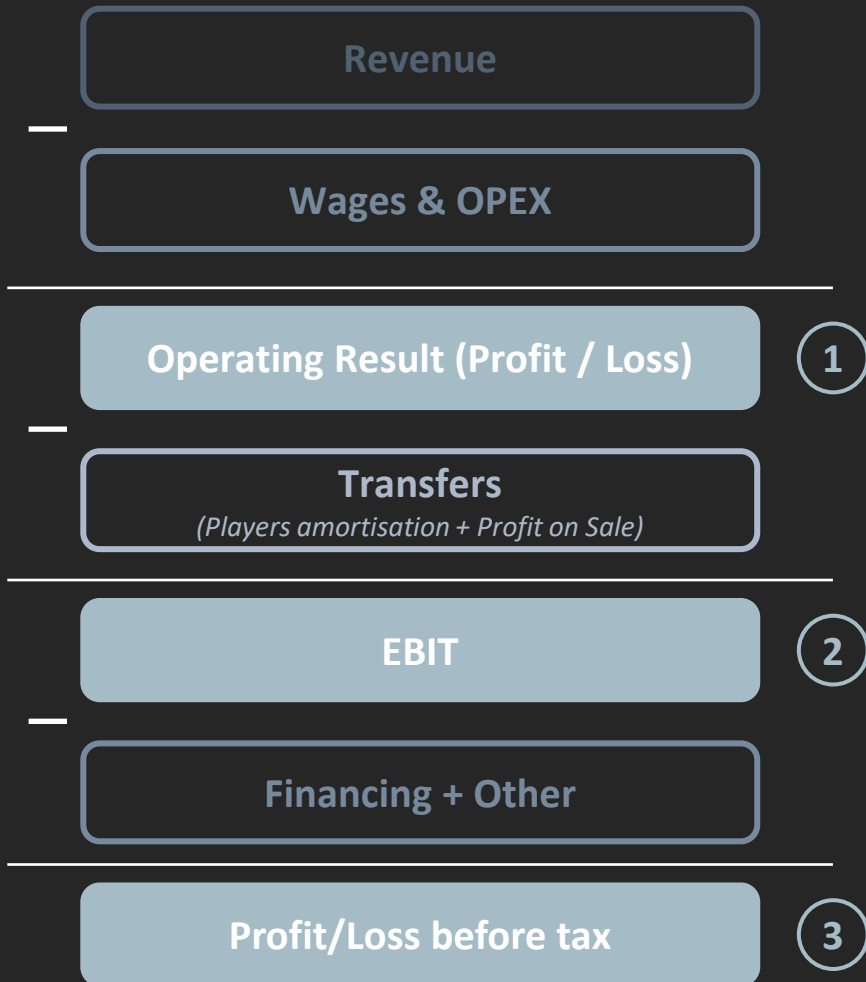 Revenue
—
Wages & OPEX
Operating Result (Profit / Loss)
1
—
Transfers
(Players amortisation + Profit on Sale)
EBIT
2
—
Financing + Other
Profit/Loss before tax
3